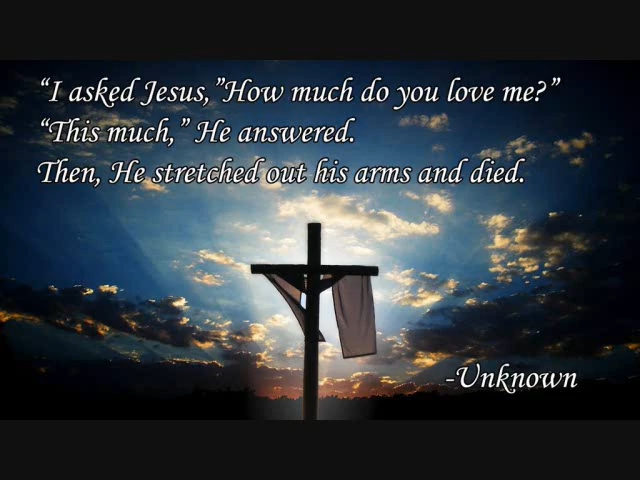 “I asked Jesus,”How much do you love me?”
“This much,” He answered.
Then, He stretched out his arms and died.
-Unknown